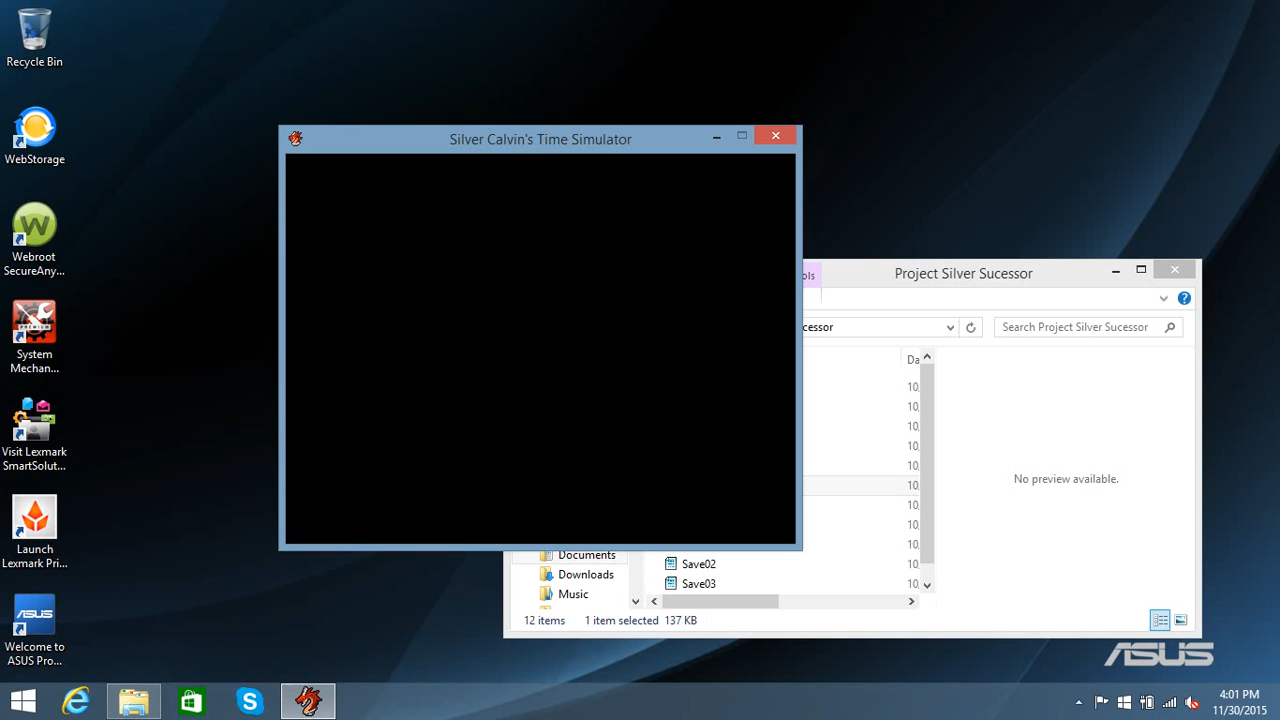 Recycle Bin
WebStorage
W
Webroot
SecureAny...
PREMIUM
System
Mechan...
Visit Lexmark
SmartSolut...
Launch
Lexmark Pri...
ASUS
Welcome to
ASUS Pro...
Silver Calvin's Time Simulator
ols
Project Silver Sucessor
cessor
Search Project Silver Sucessor
Da
10,
10,
10,
10,
10,
10,
10,
10,
10,
No preview available.
Documents
Save02
10,
Downloads
Save03
10,
Music
12 items
1 item selected 137 KB
ASUS
S
4:01 PM
11/30/2015